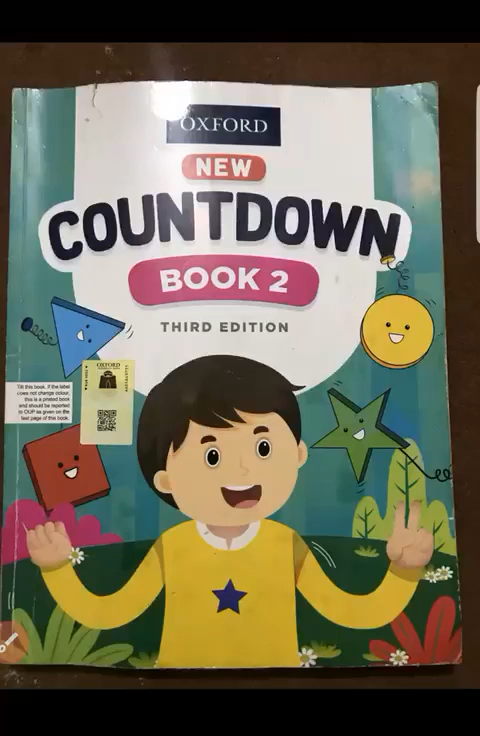 OXFORD
NEW
COUNTDOWN
BOOK 2
THIRD EDITION
OXFORD
Tilt this book. If the label
does not change colour,
this is a pirated book
and should be reported
to OUP as given on the
last page of this book.